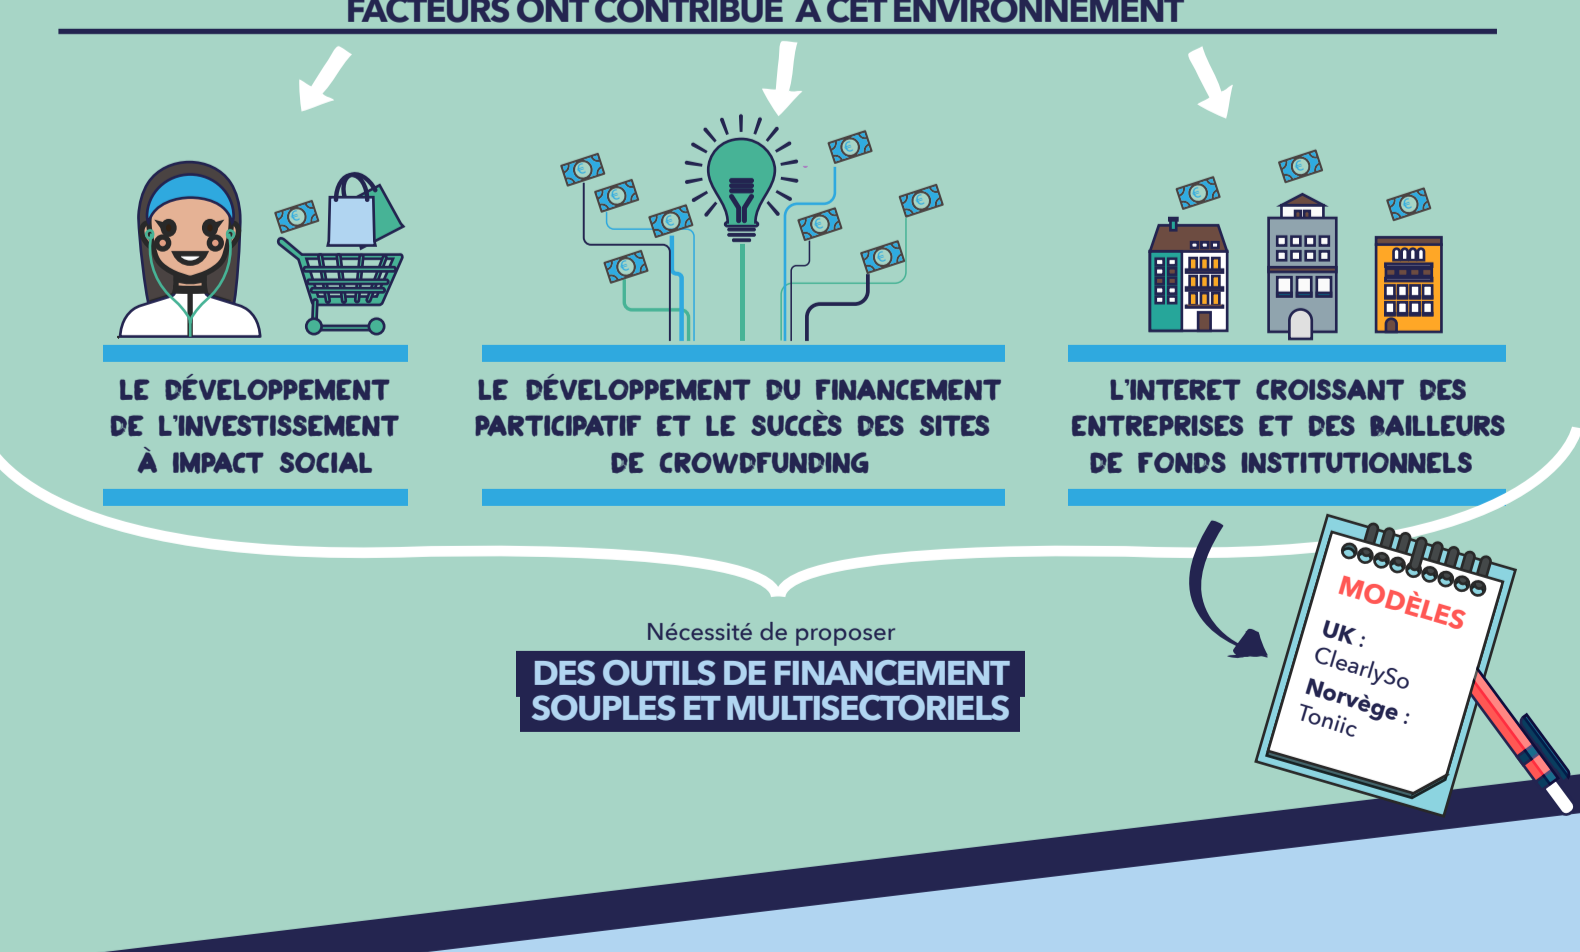 FACTEURS ONT CONTRIBUÉ À CET ENVIRONNEMENT
LE DÉVELOPPEMENT
DE L'INVESTISSEMENT
À IMPACT SOCIAL
LE DÉVELOPPEMENT DU FINANCEMENT
PARTICIPATIF ET LE SUCCÈS DES SITES
DE CROWDFUNDING
L'INTERET CROISSANT DES
ENTREPRISES ET DES BAILLEURS
DE FONDS INSTITUTIONNELS
Nécessité de proposer
DES OUTILS DE FINANCEMENT
SOUPLES ET MULTISECTORIELS
MODÈLES
UK :
ClearlySo
Norvège :
Toniic